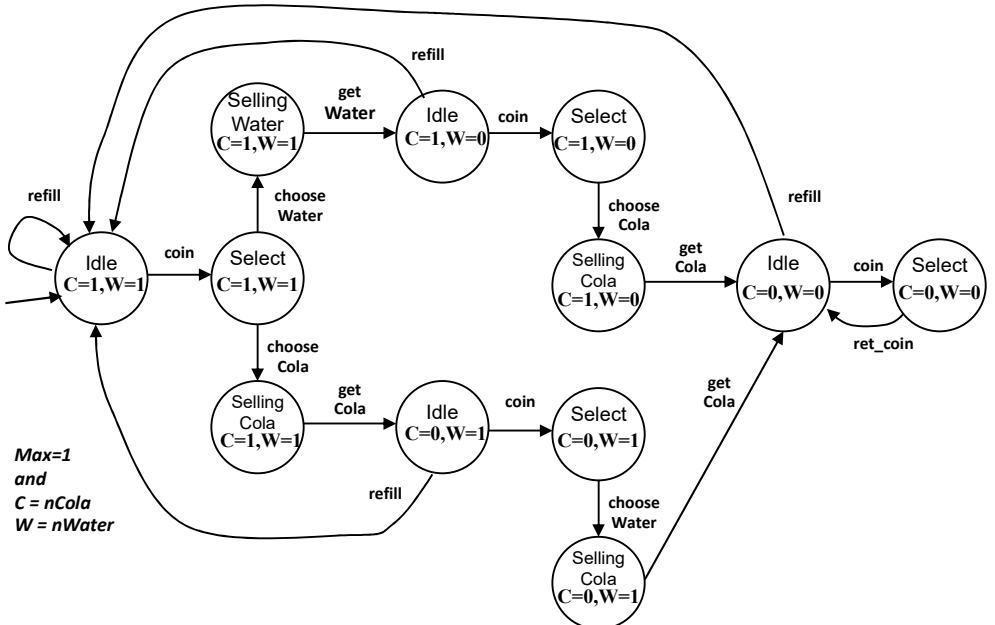 refill
refill
Selling
Water
C=1,W=1
get
Water
Idle
C=1,W=0
coin
Select
C=1,W=0
refill
choose
Water
choose
Cola
refill
Idle
C=1,W=1
coin
Select
C=1,W=1
Selling
Cola
C=1,W=0
get
Cola
Idle
C=0,W=0
coin
Select
C=0,W=0
ret_coin
choose
Cola
Selling
Cola
C=1,W=1
get
Cola
Idle
C=0,W=1
coin
Select
C=0,W=1
get
Cola
refill
choose
Water
Selling
Cola
C=0,W=1
Max=1
and
C = nCola
W = nWater